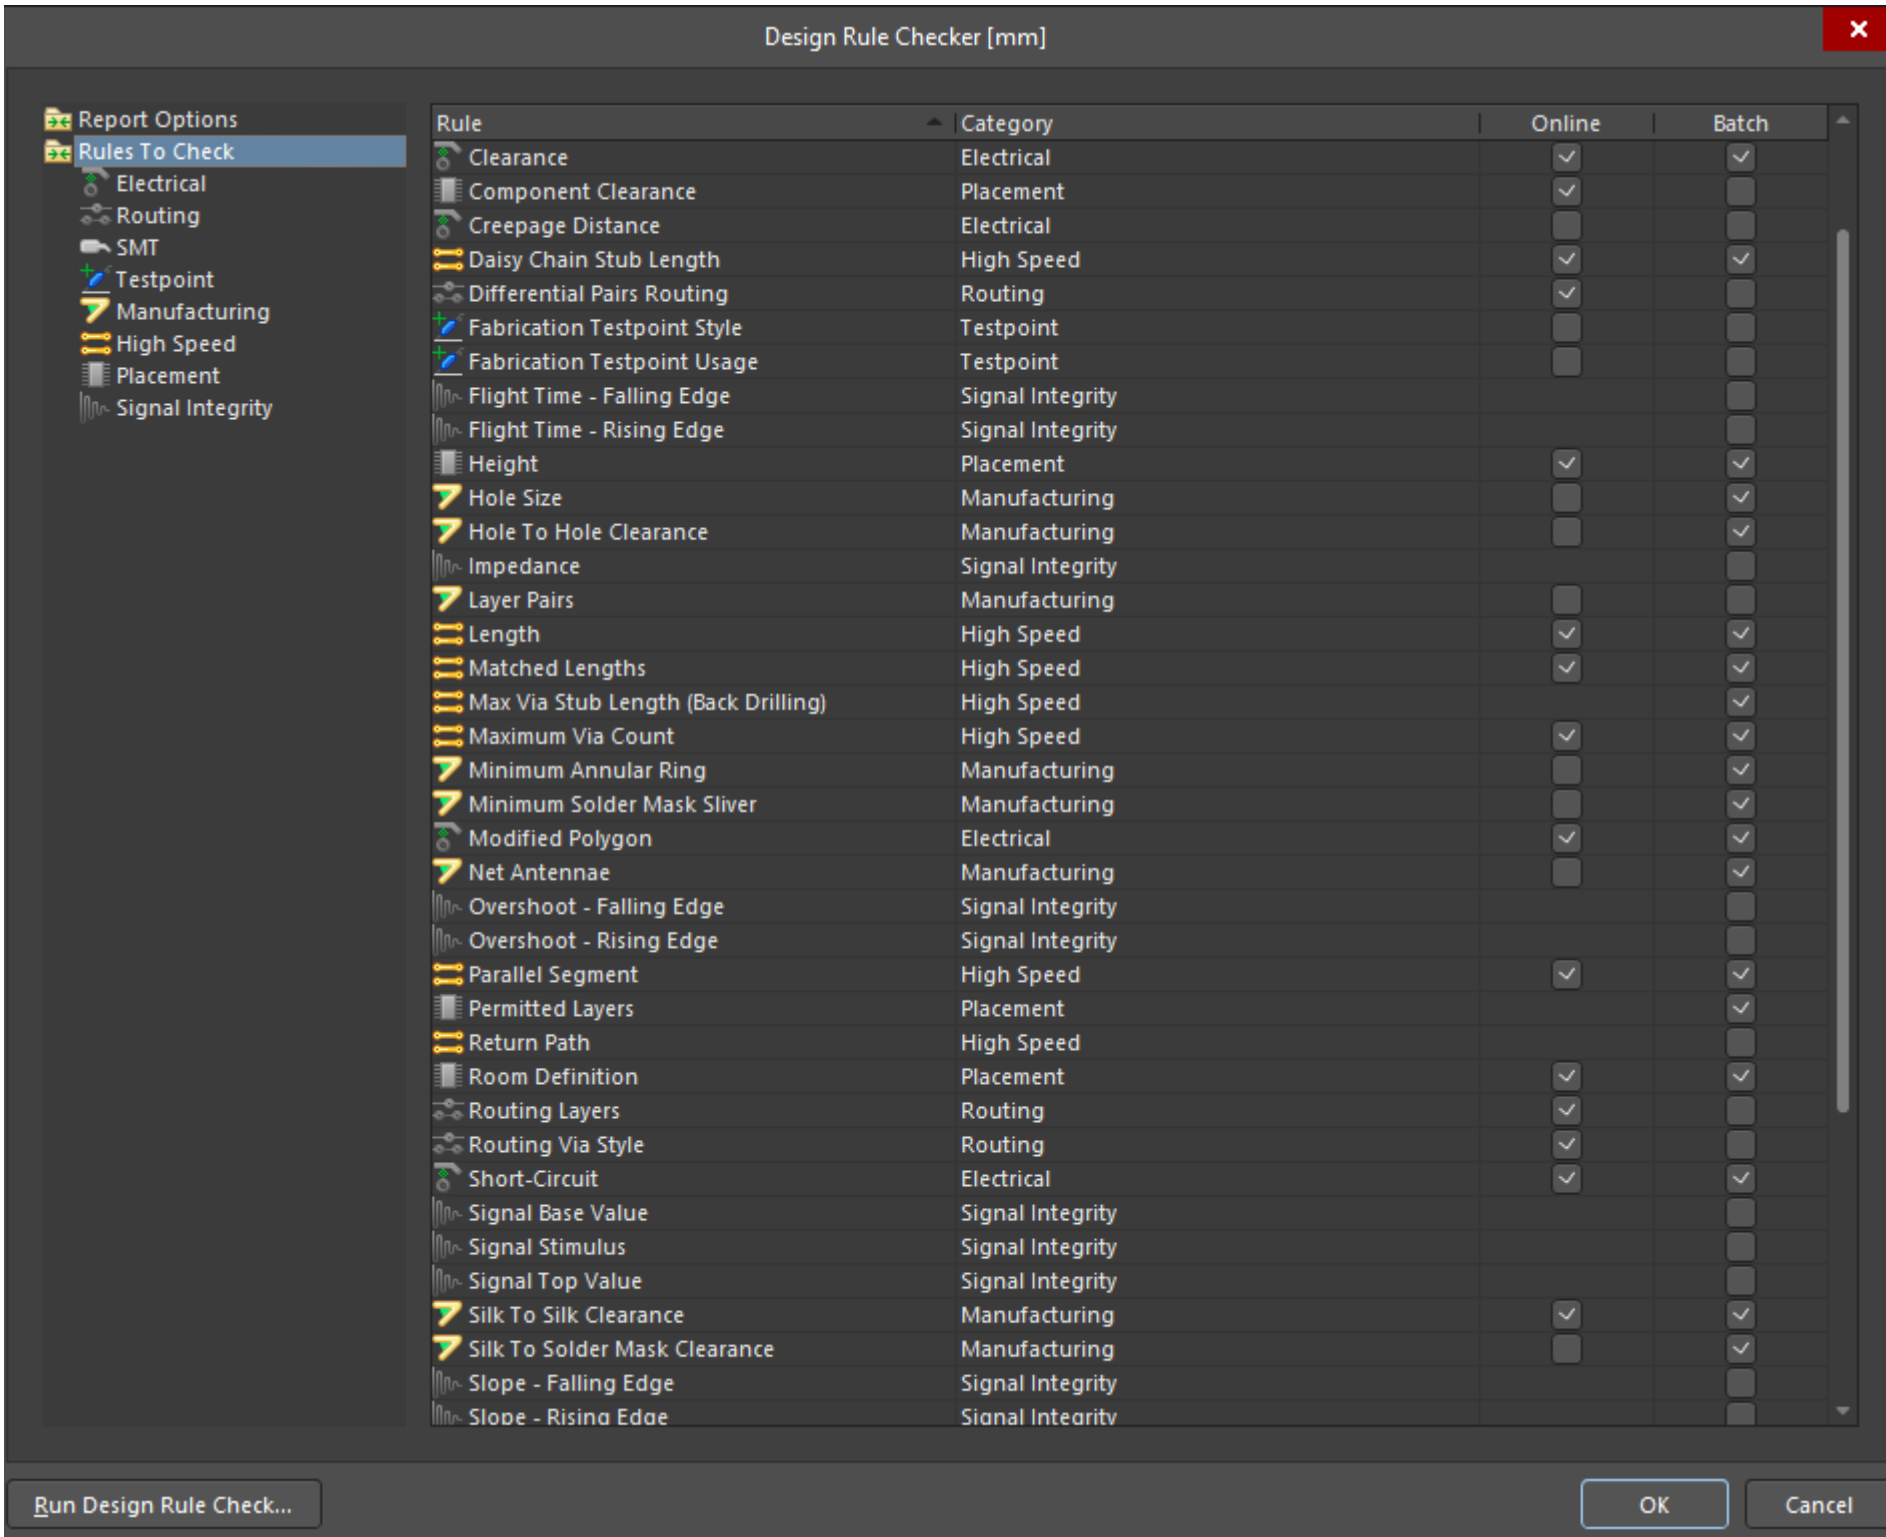 Design Rule Checker [mm]
Report Options
Rules To Check
Electrical
Routing
SMT
Testpoint
Manufacturing
High Speed
Placement
Signal Integrity
Rule Category Online Batch
Clearance Electrical
Component Clearance Placement
Creepage Distance Electrical
Daisy Chain Stub Length High Speed
Differential Pairs Routing Routing
Fabrication Testpoint Style Testpoint
Fabrication Testpoint Usage Testpoint
Flight Time - Falling Edge Signal Integrity
Flight Time - Rising Edge Signal Integrity
Height Placement
Hole Size Manufacturing
Hole To Hole Clearance Manufacturing
Impedance Signal Integrity
Layer Pairs Manufacturing
Length High Speed
Matched Lengths High Speed
Max Via Stub Length (Back Drilling) High Speed
Maximum Via Count High Speed
Minimum Annular Ring Manufacturing
Minimum Solder Mask Sliver Manufacturing
Modified Polygon Electrical
Net Antennae Manufacturing
Overshoot - Falling Edge Signal Integrity
Overshoot - Rising Edge Signal Integrity
Parallel Segment High Speed
Permitted Layers Placement
Return Path High Speed
Room Definition Placement
Routing Layers Routing
Routing Via Style Routing
Short-Circuit Electrical
Signal Base Value Signal Integrity
Signal Stimulus Signal Integrity
Signal Top Value Signal Integrity
Silk To Silk Clearance Manufacturing
Silk To Solder Mask Clearance Manufacturing
Slope - Falling Edge Signal Integrity
Slope - Rising Edge Signal Integrity
Run Design Rule Check... OK Cancel